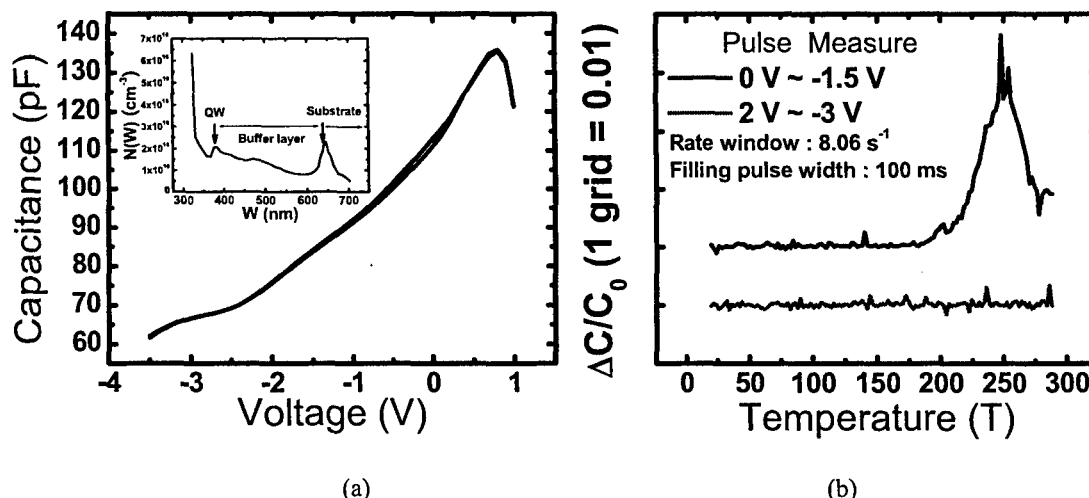 Capacitance (pF)
145
135
130
120
110
100
90
80
70
60
-4
-3
-2
-1
0
1
Voltage (V)
N(W) (cm⁻³)
QW
Substrate
Buffer layer
300
400
500
600
700
W (nm)
ΔC/C₀ (1 grid = 0.01)
Pulse Measure
0 V ~ -1.5 V
2 V ~ -3 V
Rate window : 8.06 s⁻¹
Filling pulse width : 100 ms
0
50
100
150
200
250
300
Temperature (T)
(a)
(b)